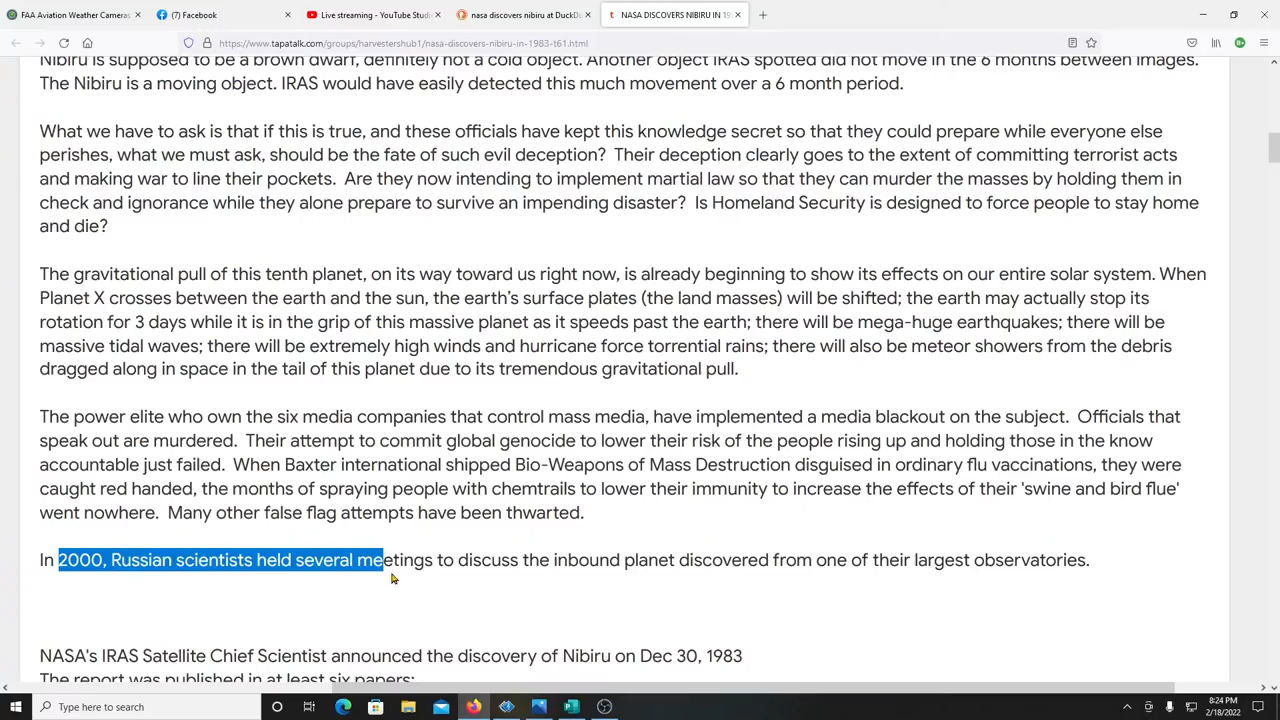 FAA Aviation Weather Cameras
(7) Facebook
Live streaming - YouTube Studi
nasa discovers nibiru at DuckDu
NASA DISCOVERS NIBIRU IN 19
https://www.tapatalk.com/groups/harvestershub1/nasa-discovers-nibiru-in-1983-t61.html
Nibiru is supposed to be a brown dwarf, definitely not a cold object. Another object IRAS spotted did not move in the 6 months between images.
The Nibiru is a moving object. IRAS would have easily detected this much movement over a 6 month period.
What we have to ask is that if this is true, and these officials have kept this knowledge secret so that they could prepare while everyone else
perishes, what we must ask, should be the fate of such evil deception?  Their deception clearly goes to the extent of committing terrorist acts
and making war to line their pockets.  Are they now intending to implement martial law so that they can murder the masses by holding them in
check and ignorance while they alone prepare to survive an impending disaster?  Is Homeland Security is designed to force people to stay home
and die?
The gravitational pull of this tenth planet, on its way toward us right now, is already beginning to show its effects on our entire solar system. When
Planet X crosses between the earth and the sun, the earth’s surface plates (the land masses) will be shifted; the earth may actually stop its
rotation for 3 days while it is in the grip of this massive planet as it speeds past the earth; there will be mega-huge earthquakes; there will be
massive tidal waves; there will be extremely high winds and hurricane force torrential rains; there will also be meteor showers from the debris
dragged along in space in the tail of this planet due to its tremendous gravitational pull.
The power elite who own the six media companies that control mass media, have implemented a media blackout on the subject.  Officials that
speak out are murdered.  Their attempt to commit global genocide to lower their risk of the people rising up and holding those in the know
accountable just failed.  When Baxter international shipped Bio-Weapons of Mass Destruction disguised in ordinary flu vaccinations, they were
caught red handed, the months of spraying people with chemtrails to lower their immunity to increase the effects of their 'swine and bird flue'
went nowhere.  Many other false flag attempts have been thwarted.
In 2000, Russian scientists held several meetings to discuss the inbound planet discovered from one of their largest observatories.
NASA's IRAS Satellite Chief Scientist announced the discovery of Nibiru on Dec 30, 1983
The report was published in at least six papers:
Type here to search
8:24 PM
2/18/2022